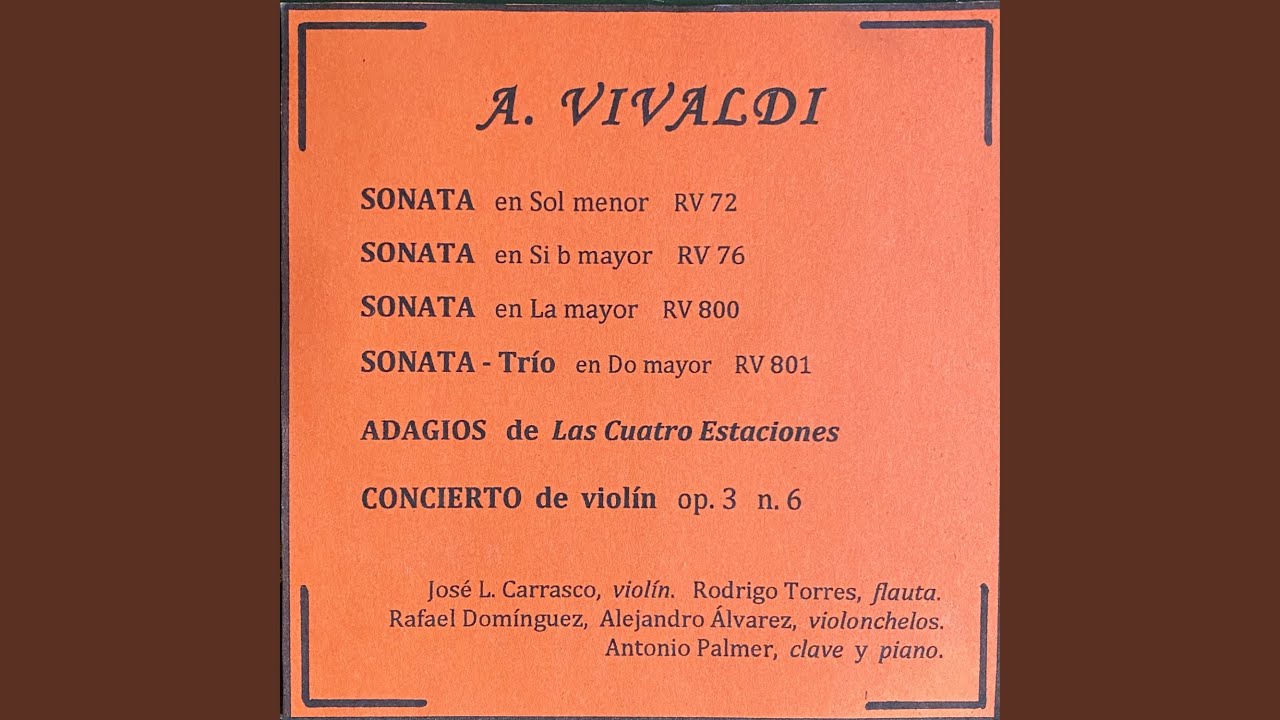 A. VIVALDI
SONATA en Sol menor RV 72
SONATA en Si b mayor RV 76
SONATA en La mayor RV 800
SONATA - Trío en Do mayor RV 801
ADAGIOS de Las Cuatro Estaciones
CONCIERTO de violín op. 3 n. 6
José L. Carrasco, violín. Rodrigo Torres, flauta.
Rafael Domínguez, Alejandro Álvarez, violonchelos.
Antonio Palmer, clave y piano.